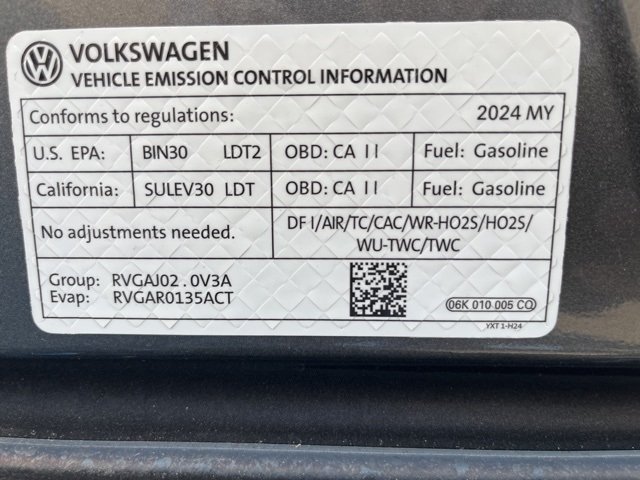 VOLKSWAGEN
VEHICLE EMISSION CONTROL INFORMATION
Conforms to regulations: 2024 MY
U.S. EPA: BIN30 LDT2 OBD: CA II Fuel: Gasoline
California: SULEV30 LDT OBD: CA II Fuel: Gasoline
No adjustments needed. DF I/AIR/TC/CAC/WR-HO2S/HO2S/
WU-TWC/TWC
Group: RVGAJ02.0V3A
Evap: RVGAR0135ACT
06K 010 005 CQ
YXT 1-H24